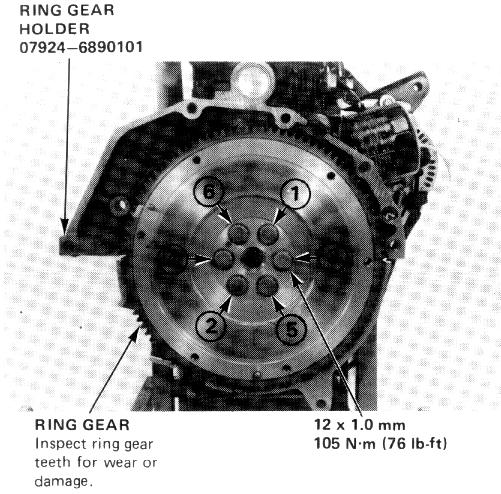 RING GEAR
HOLDER
07924-6890101
6
1
2
5
RING GEAR
Inspect ring gear
teeth for wear or
damage.
12 x 1.0 mm
105 N·m (76 lb-ft)